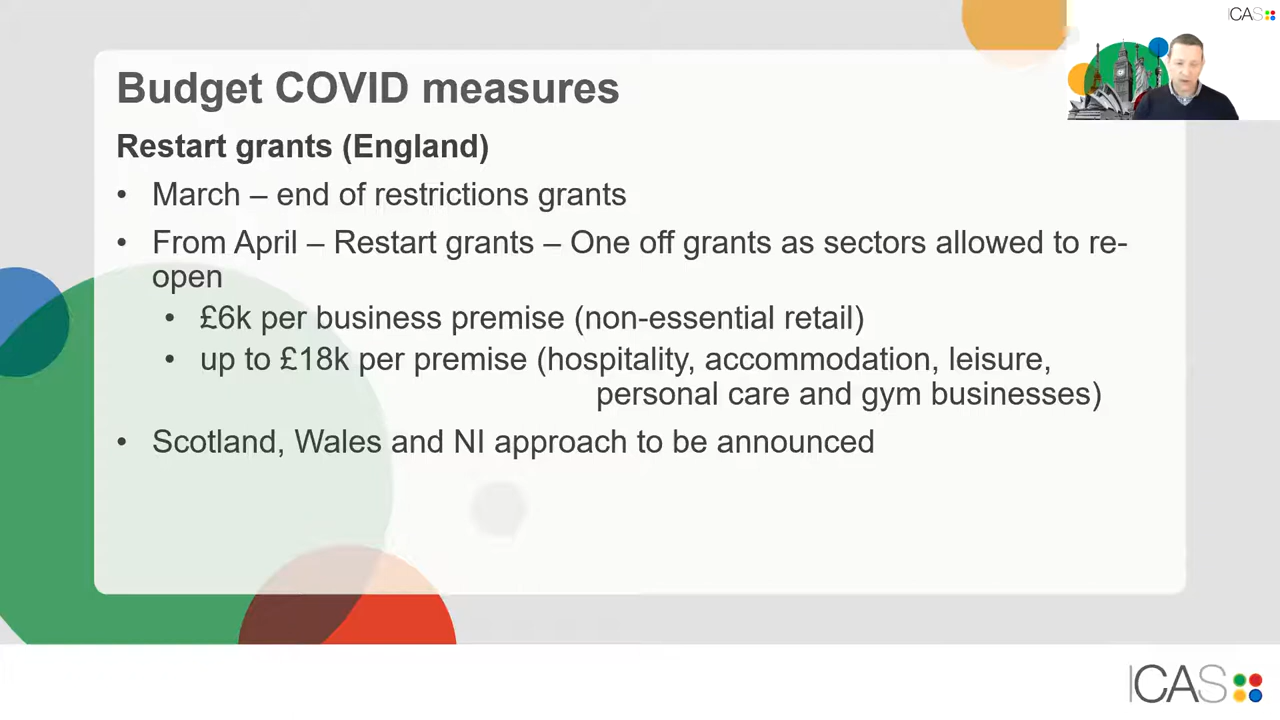 ICAS
Budget COVID measures
Restart grants (England)
• March – end of restrictions grants
• From April – Restart grants – One off grants as sectors allowed to re-
open
• £6k per business premise (non-essential retail)
• up to £18k per premise (hospitality, accommodation, leisure,
personal care and gym businesses)
• Scotland, Wales and NI approach to be announced
ICAS